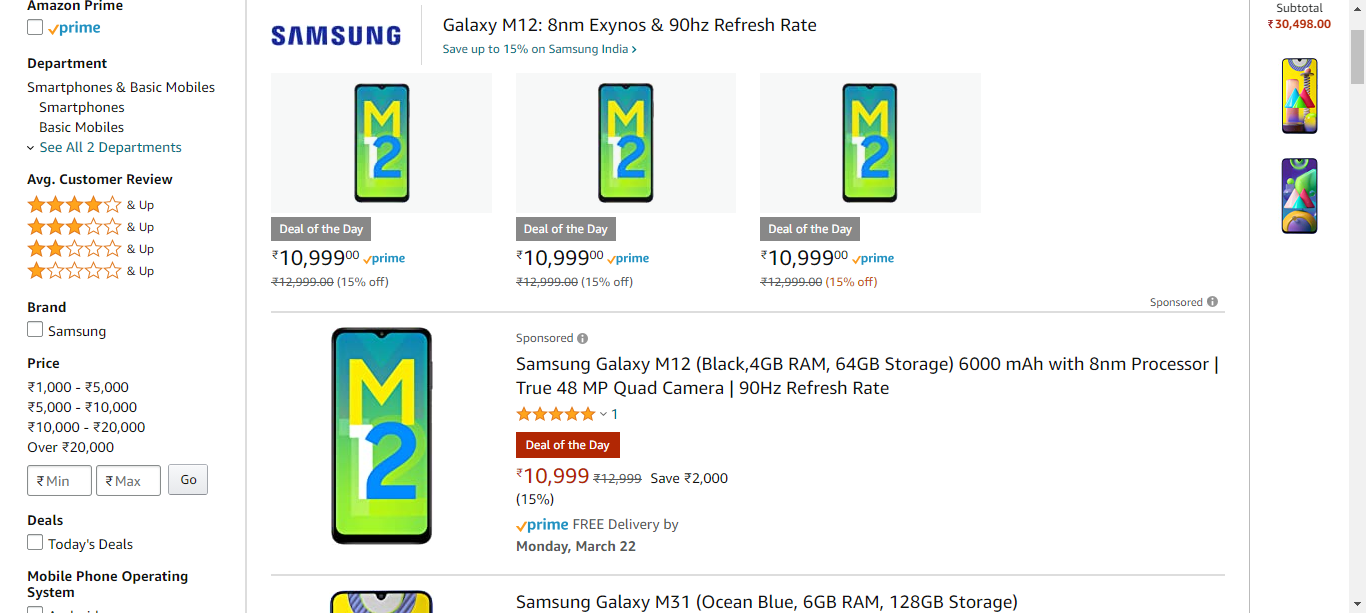 Amazon Prime
prime
Department
Smartphones & Basic Mobiles
Smartphones
Basic Mobiles
See All 2 Departments
Avg. Customer Review
& Up
& Up
& Up
& Up
Brand
Samsung
Price
₹1,000 - ₹5,000
₹5,000 - ₹10,000
₹10,000 - ₹20,000
Over ₹20,000
₹ Min ₹ Max Go
Deals
Today's Deals
Mobile Phone Operating
System
SAMSUNG
Galaxy M12: 8nm Exynos & 90hz Refresh Rate
Save up to 15% on Samsung India ›
M
12
M
12
M
12
Deal of the Day
₹10,99900 prime
₹12,999.00 (15% off)
Deal of the Day
₹10,99900 prime
₹12,999.00 (15% off)
Deal of the Day
₹10,99900 prime
₹12,999.00 (15% off)
Sponsored
M
12
Sponsored
Samsung Galaxy M12 (Black,4GB RAM, 64GB Storage) 6000 mAh with 8nm Processor |
True 48 MP Quad Camera | 90Hz Refresh Rate
1
Deal of the Day
₹10,999 ₹12,999 Save ₹2,000
(15%)
prime FREE Delivery by
Monday, March 22
Samsung Galaxy M31 (Ocean Blue, 6GB RAM, 128GB Storage)
Subtotal
₹30,498.00